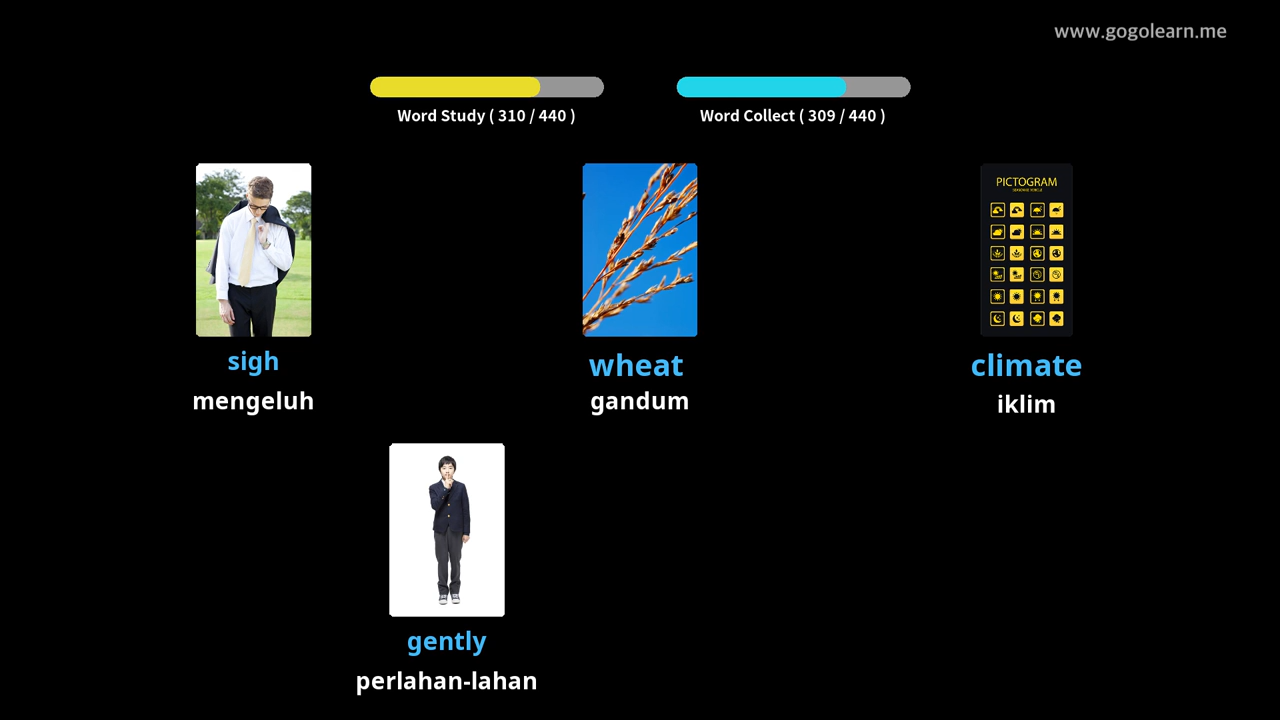 www.gogolearn.me
Word Study ( 310 / 440 )
Word Collect ( 309 / 440 )
PICTOGRAM
sigh
mengeluh
wheat
gandum
climate
iklim
gently
perlahan-lahan